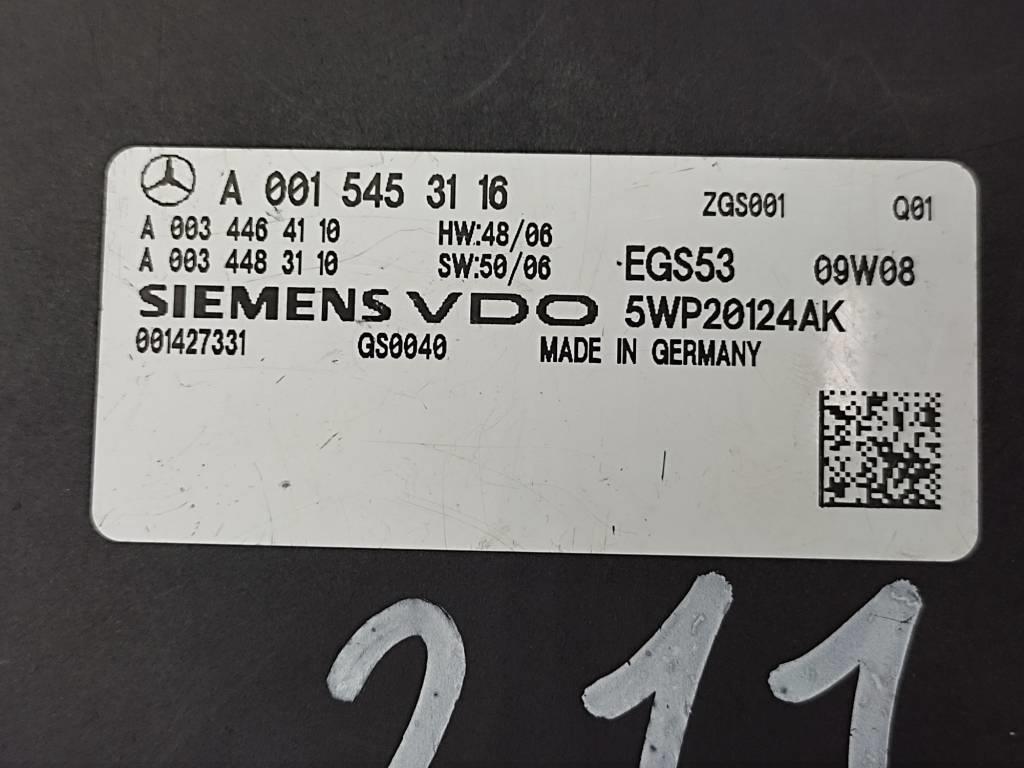 A 001 545 31 16 ZGS001 Q01
A 003 446 41 10 HW:48/06
A 003 448 31 10 SW:50/06 EGS53 09W08
SIEMENS VDO 5WP20124AK
001427331 GS0040 MADE IN GERMANY
211